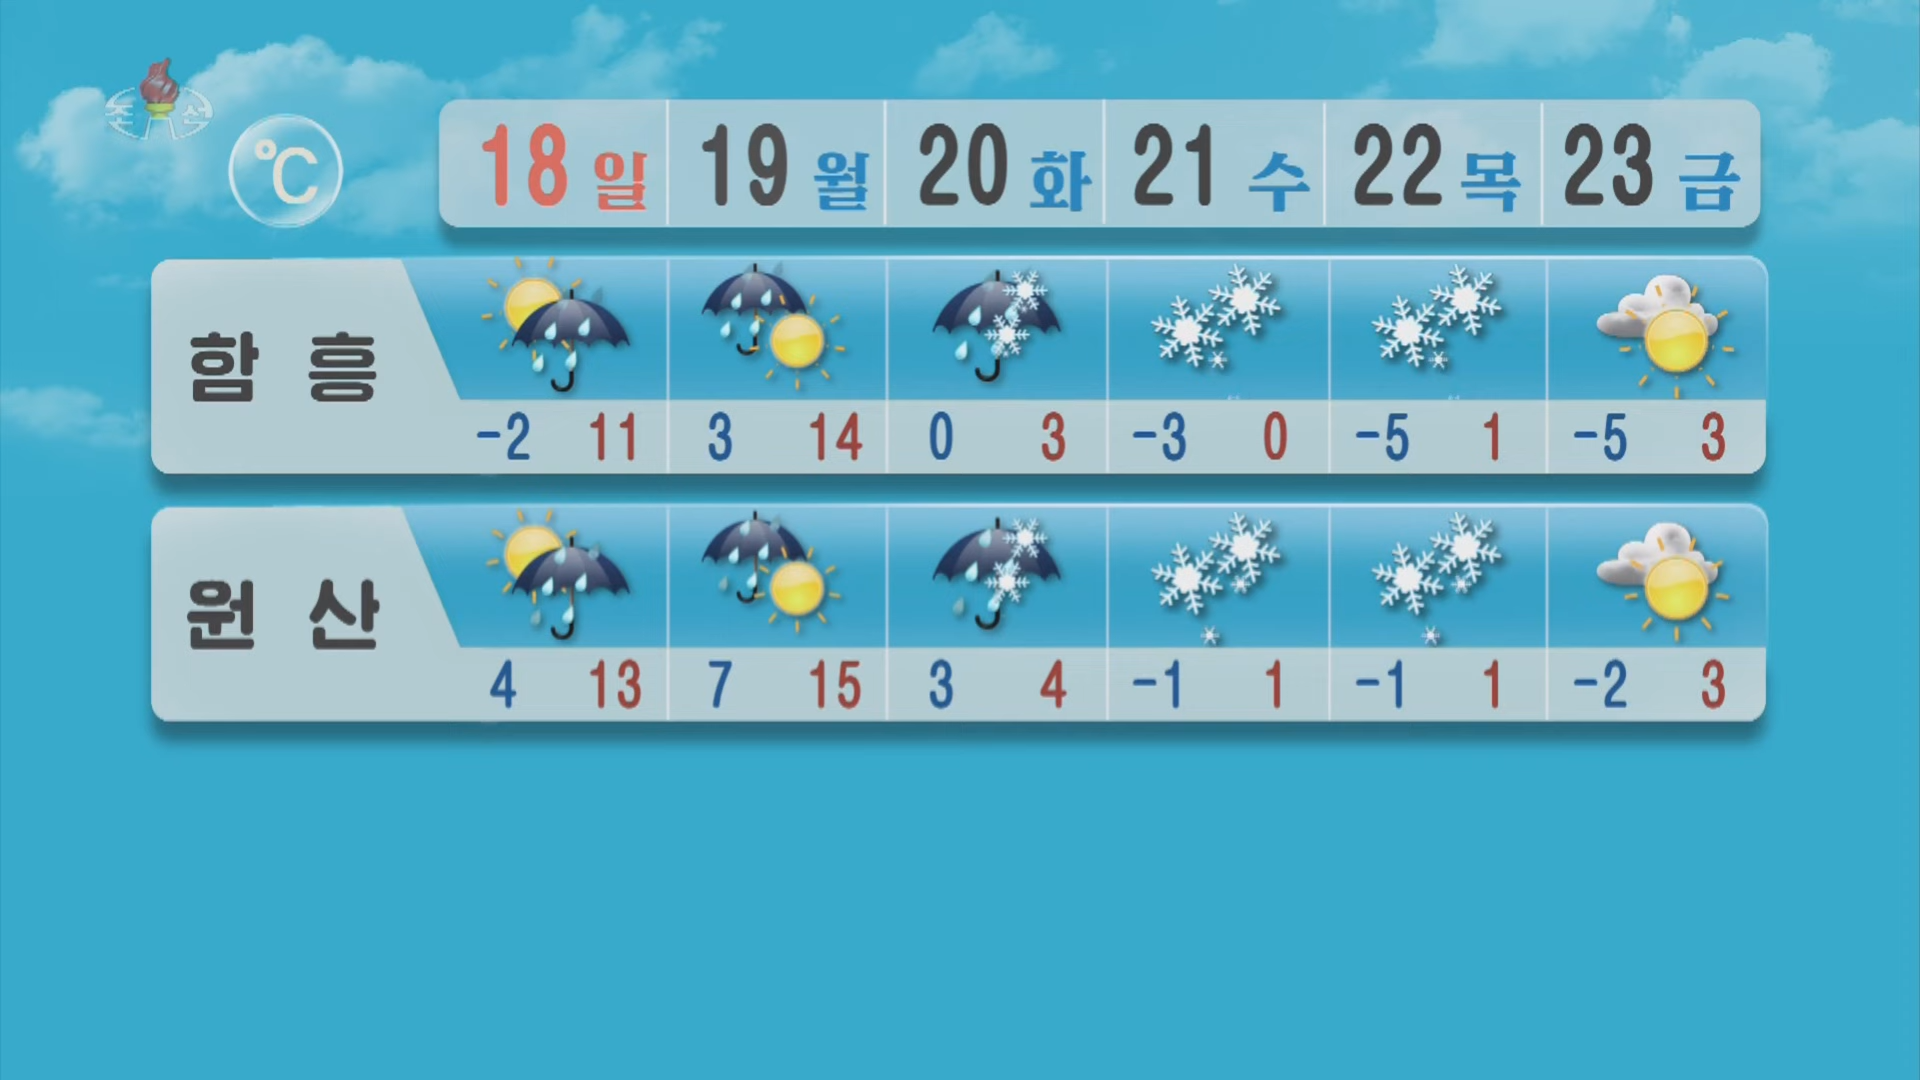 조선
℃ 18 일 19 월 20 화 21 수 22 목 23 금
함 흥
-2 11 3 14 0 3 -3 0 -5 1 -5 3
원 산
4 13 7 15 3 4 -1 1 -1 1 -2 3